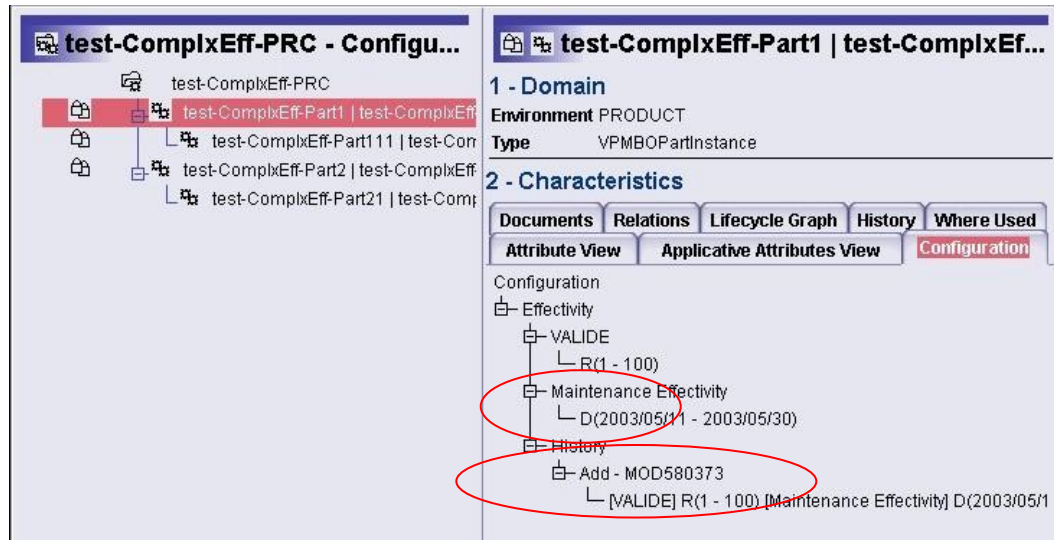 test-ComplxEff-PRC - Configu...
test-ComplxEff-PRC
test-ComplxEff-Part1 | test-ComplxEff
test-ComplxEff-Part111 | test-Com
test-ComplxEff-Part2 | test-ComplxEff
test-ComplxEff-Part21 | test-Comp
test-ComplxEff-Part1 | test-ComplxEf...
1 - Domain
Environment PRODUCT
Type VPMBOPartInstance
2 - Characteristics
Documents Relations Lifecycle Graph History Where Used
Attribute View Applicative Attributes View Configuration
Configuration
Effectivity
VALIDE
R(1 - 100)
Maintenance Effectivity
D(2003/05/11 - 2003/05/30)
History
Add - MOD580373
[VALIDE] R(1 - 100) [Maintenance Effectivity] D(2003/05/1